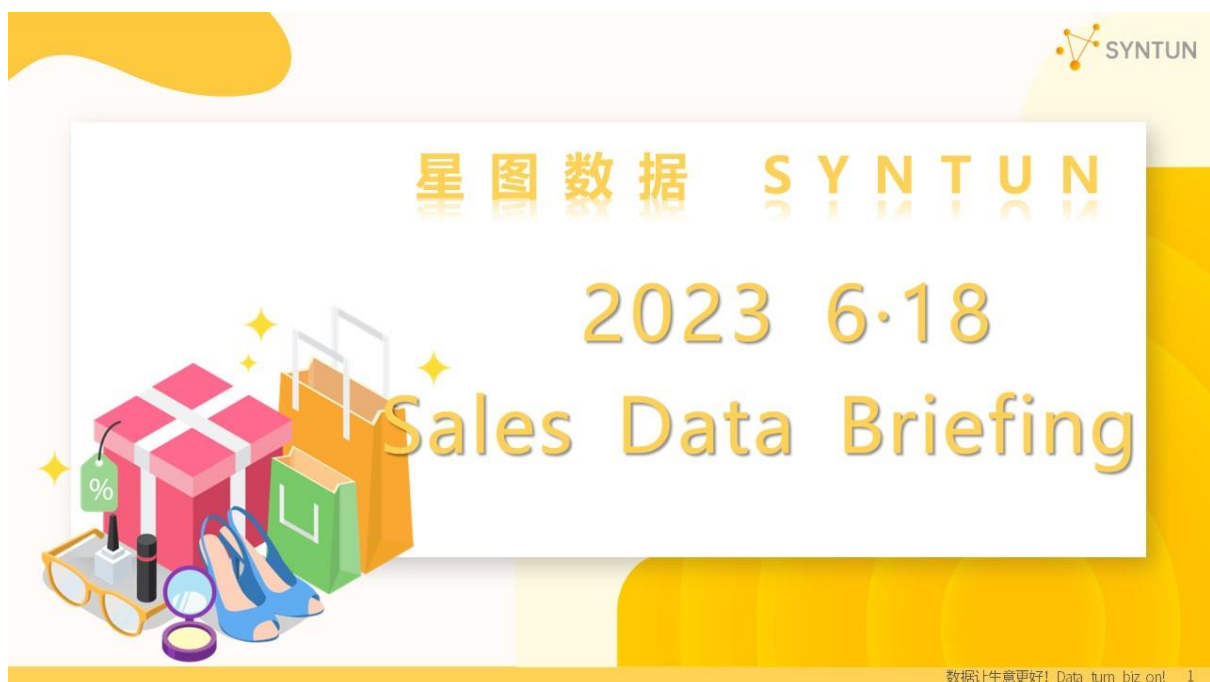 SYNTUN
星图数据 SYNTUN
2023 6·18
Sales Data Briefing
%
数据让生意更好! Data turn biz on! 1